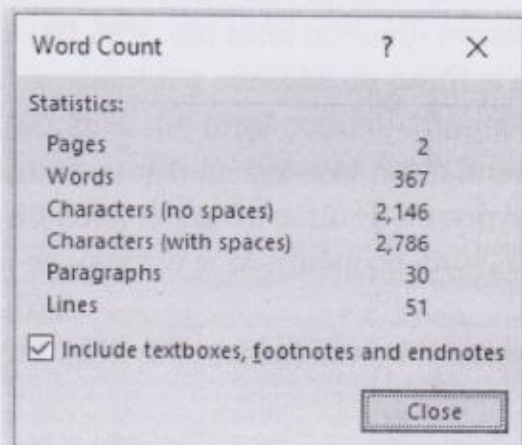 Word Count ? ×
Statistics:
Pages 2
Words 367
Characters (no spaces) 2,146
Characters (with spaces) 2,786
Paragraphs 30
Lines 51
Include textboxes, footnotes and endnotes
Close